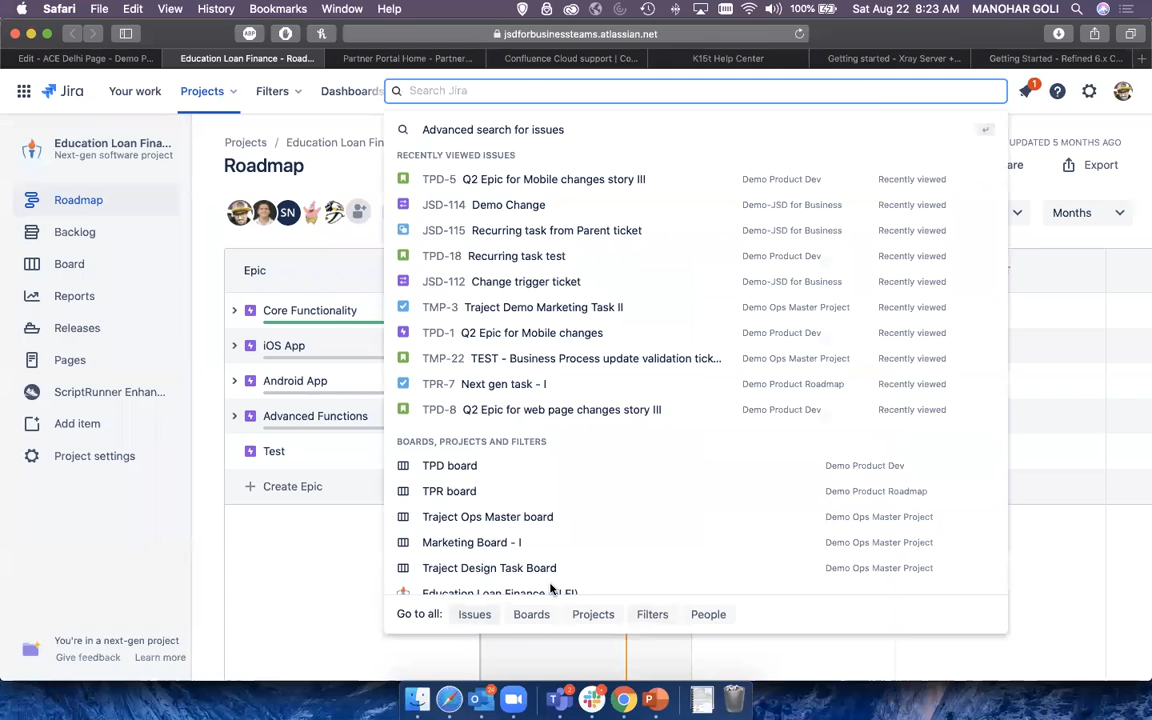 Safari File Edit View History Bookmarks Window Help 100% Sat Aug 22 8:23 AM MANOHAR GOLI
jsdforbusinessteams.atlassian.net
Edit - ACE Delhi Page - Demo P... Education Loan Finance - Road... Partner Portal Home - Partner... Confluence Cloud support | Co... K15t Help Center Getting started - Xray Server +... Getting Started - Refined 6.x C...
Jira Your work Projects Filters Dashboards Search Jira 1
Advanced search for issues
Education Loan Fina...
Next-gen software project
Projects / Education Loan Fin
UPDATED 5 MONTHS AGO
Roadmap
are Export
RECENTLY VIEWED ISSUES
TPD-5 Q2 Epic for Mobile changes story III Demo Product Dev Recently viewed
JSD-114 Demo Change Demo-JSD for Business Recently viewed
JSD-115 Recurring task from Parent ticket Demo-JSD for Business Recently viewed
TPD-18 Recurring task test Demo Product Dev Recently viewed
JSD-112 Change trigger ticket Demo-JSD for Business Recently viewed
TMP-3 Traject Demo Marketing Task II Demo Ops Master Project Recently viewed
TPD-1 Q2 Epic for Mobile changes Demo Product Dev Recently viewed
TMP-22 TEST - Business Process update validation tick... Demo Ops Master Project Recently viewed
TPR-7 Next gen task - I Demo Product Roadmap Recently viewed
TPD-8 Q2 Epic for web page changes story III Demo Product Dev Recently viewed
BOARDS, PROJECTS AND FILTERS
TPD board Demo Product Dev
TPR board Demo Product Roadmap
Traject Ops Master board Demo Ops Master Project
Marketing Board - I Demo Ops Master Project
Traject Design Task Board Demo Ops Master Project
Education Loan Finance
Go to all: Issues Boards Projects Filters People
Roadmap
Backlog
Board
Reports
Releases
Pages
ScriptRunner Enhan...
Add item
Project settings
SN
Months
Epic
Core Functionality
iOS App
Android App
Advanced Functions
Test
+ Create Epic
You're in a next-gen project
Give feedback Learn more